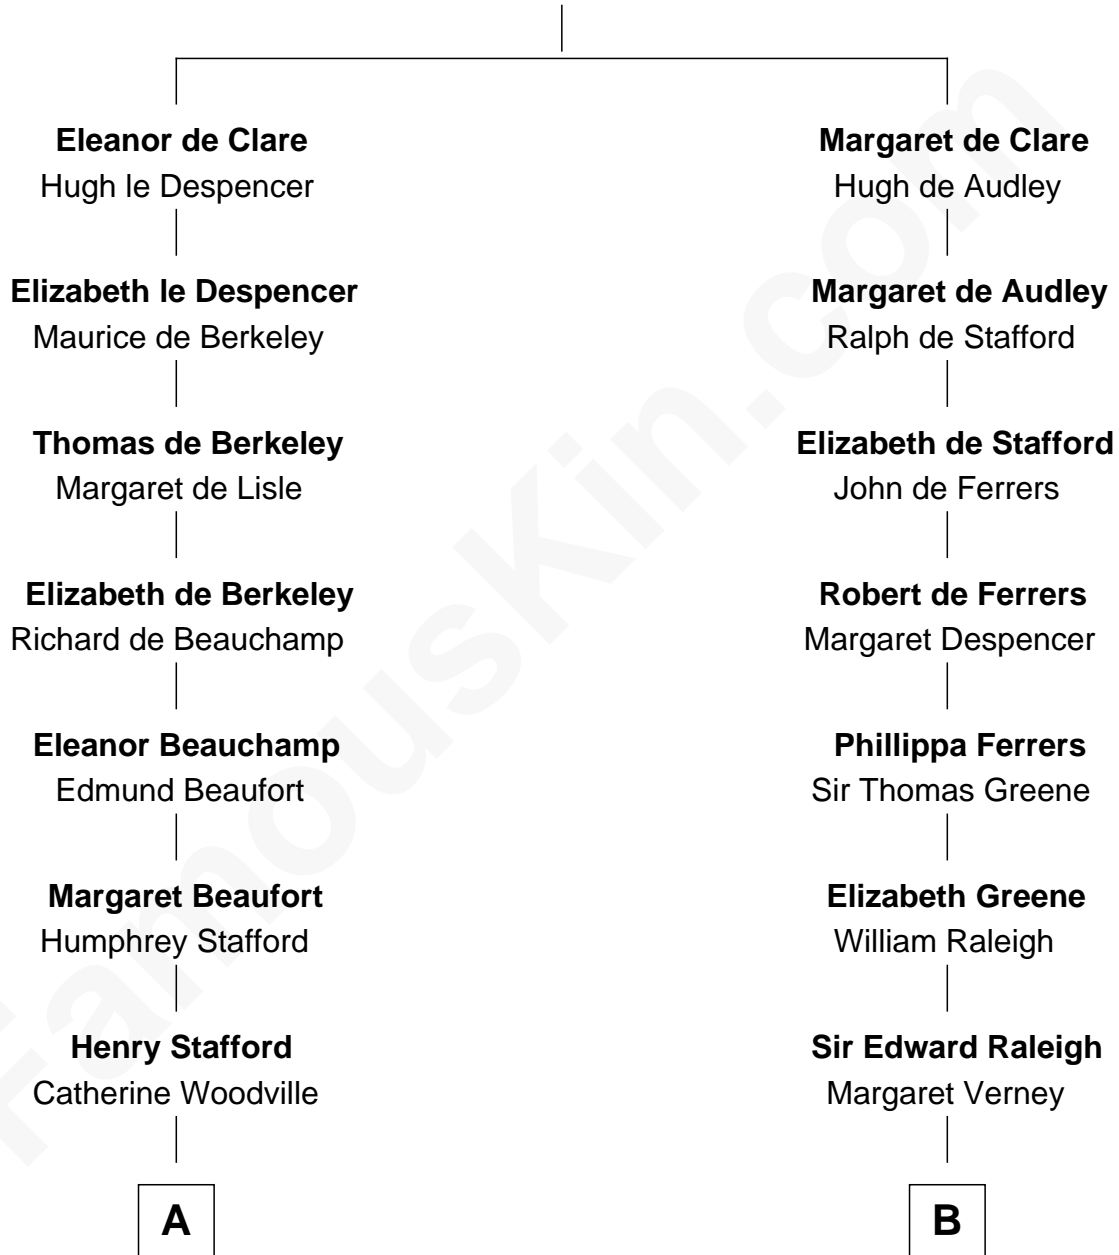 Eleanor de Clare
Hugh le Despencer
Margaret de Clare
Hugh de Audley
Elizabeth le Despencer
Maurice de Berkeley
Margaret de Audley
Ralph de Stafford
Thomas de Berkeley
Margaret de Lisle
Elizabeth de Stafford
John de Ferrers
Elizabeth de Berkeley
Richard de Beauchamp
Robert de Ferrers
Margaret Despencer
Eleanor Beauchamp
Edmund Beaufort
Phillippa Ferrers
Sir Thomas Greene
Margaret Beaufort
Humphrey Stafford
Elizabeth Greene
William Raleigh
Henry Stafford
Catherine Woodville
Sir Edward Raleigh
Margaret Verney
A
B
FamousKin.com